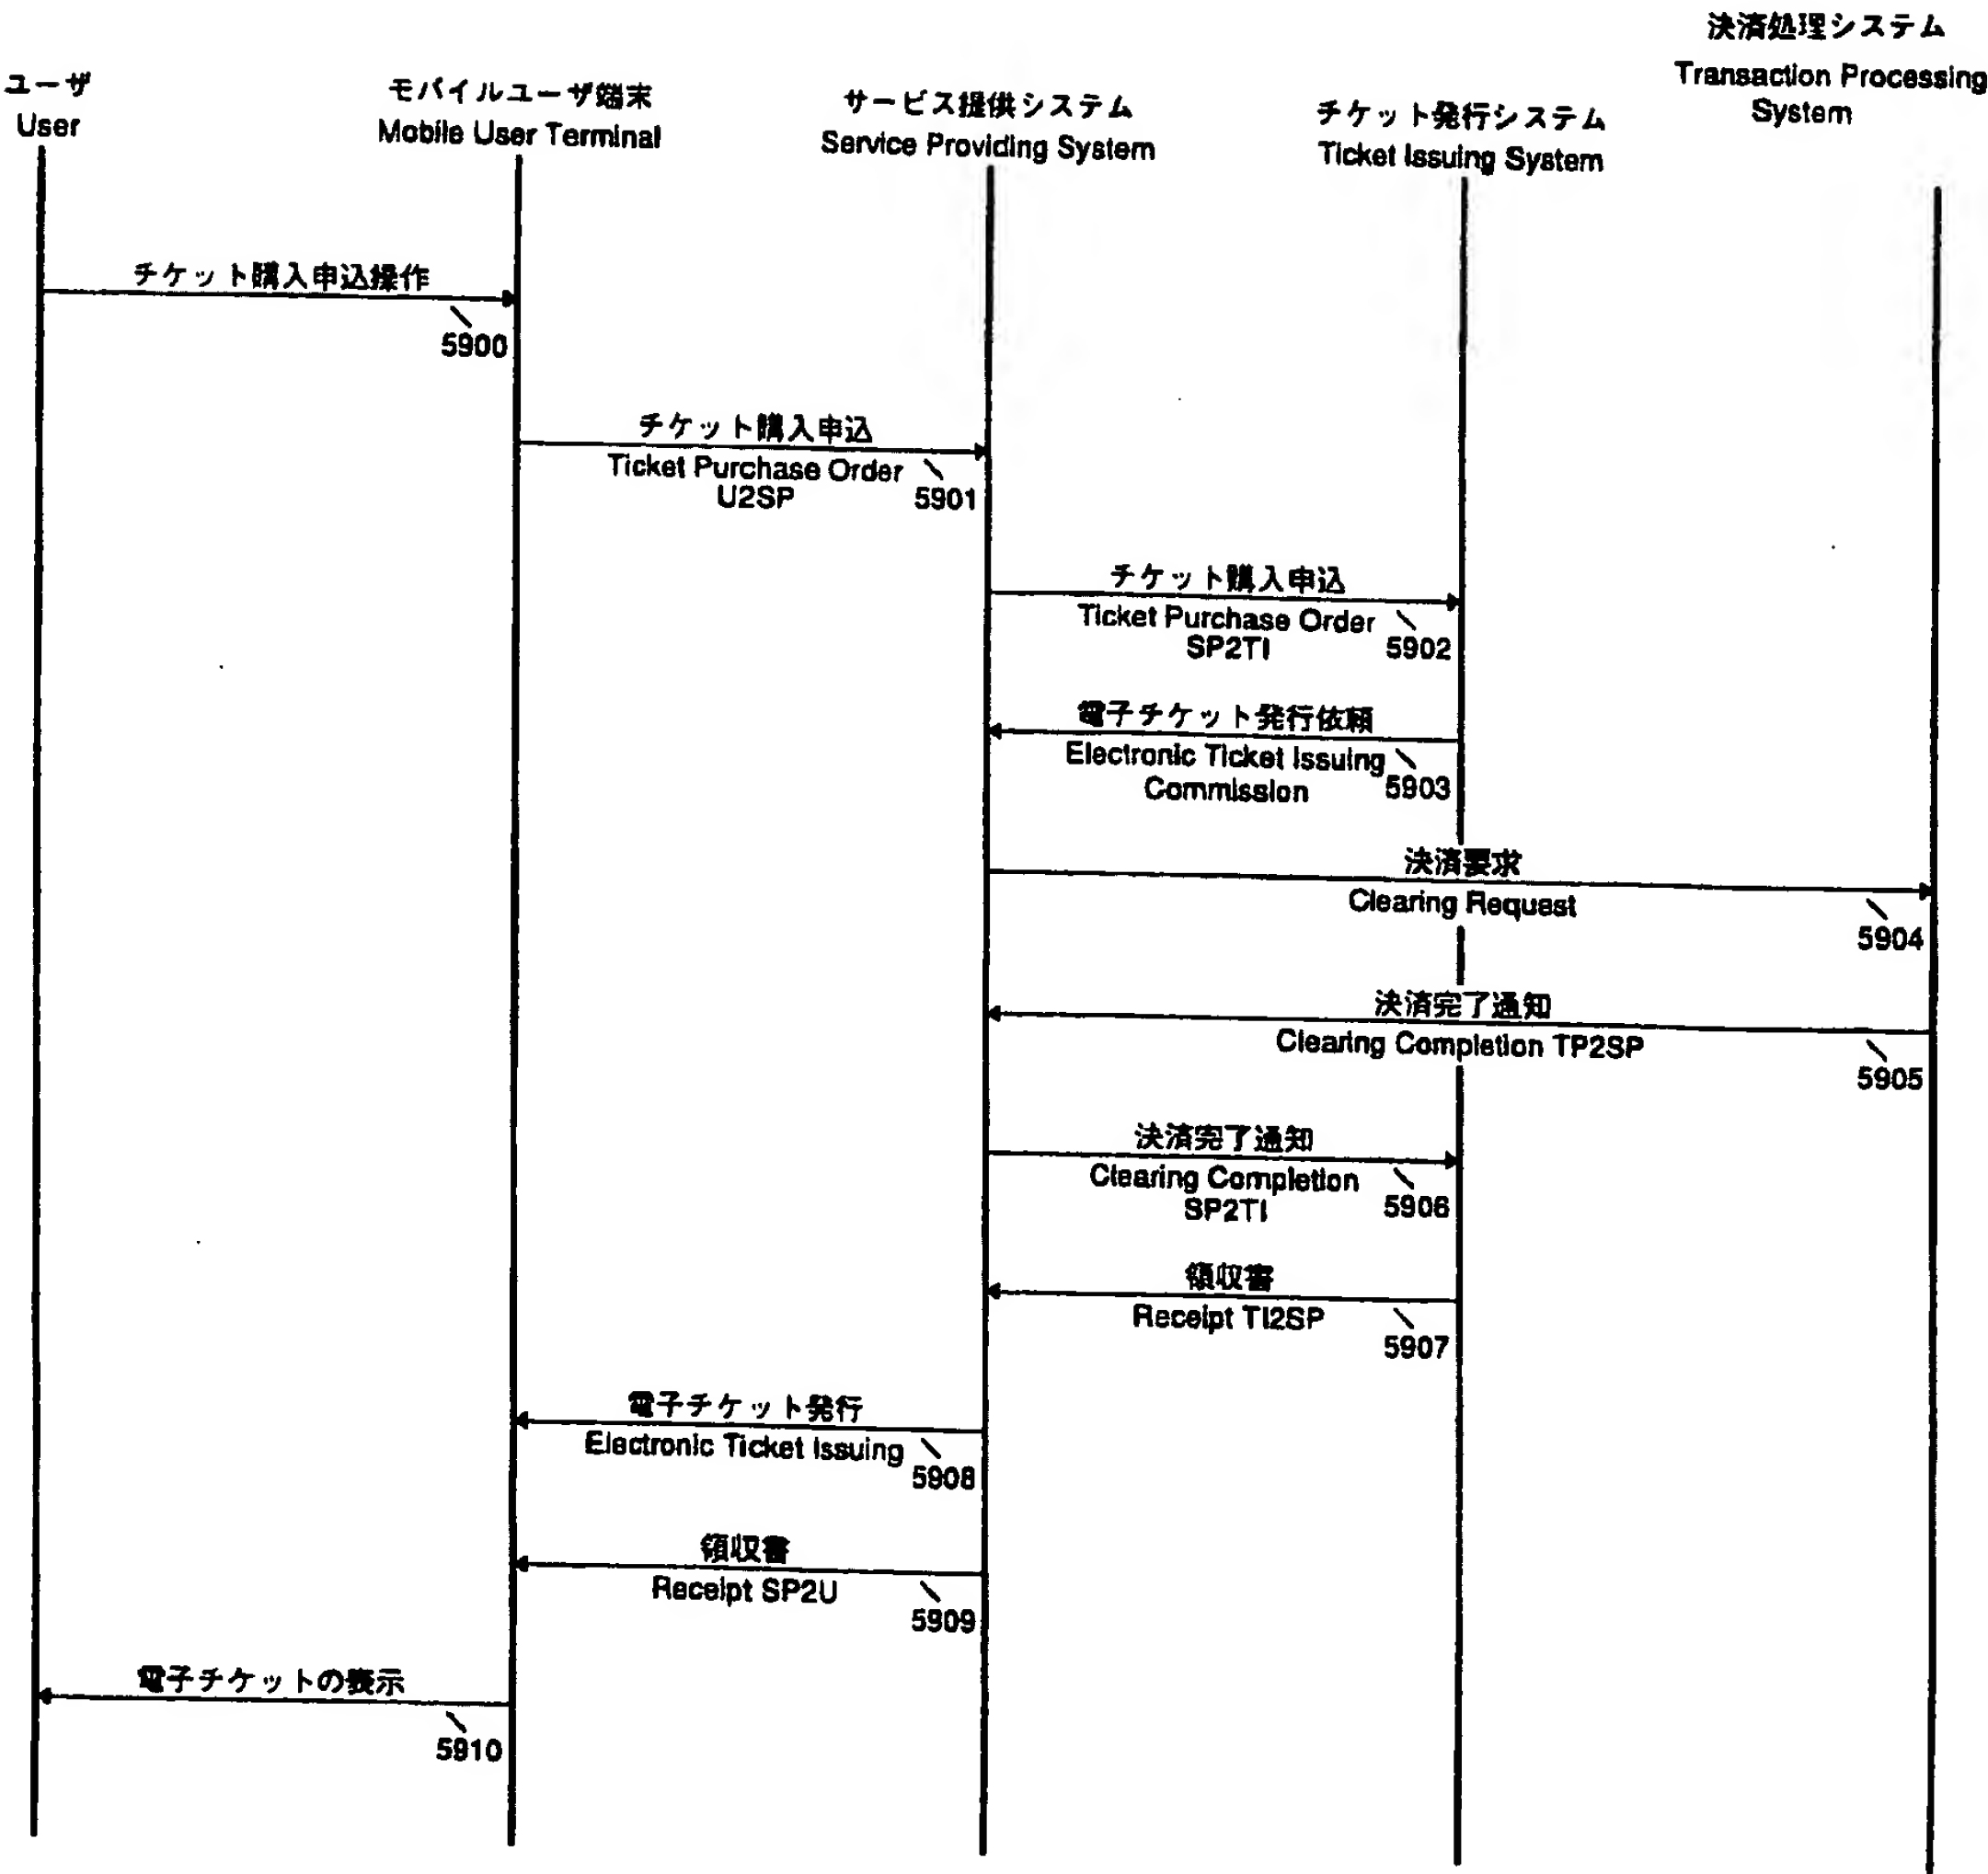 決済処理システム
Transaction Processing
System
ユーザ
User
モバイルユーザ端末
Mobile User Terminal
サービス提供システム
Service Providing System
チケット発行システム
Ticket Issuing System
チケット購入申込操作
5900
チケット購入申込
Ticket Purchase Order
U2SP
5901
チケット購入申込
Ticket Purchase Order
SP2TI
5902
電子チケット発行依頼
Electronic Ticket Issuing
Commission
5903
決済要求
Clearing Request
5904
決済完了通知
Clearing Completion TP2SP
5905
決済完了通知
Clearing Completion
SP2TI
5906
領収書
Receipt TI2SP
5907
電子チケット発行
Electronic Ticket Issuing
5908
領収書
Receipt SP2U
5909
電子チケットの表示
5910